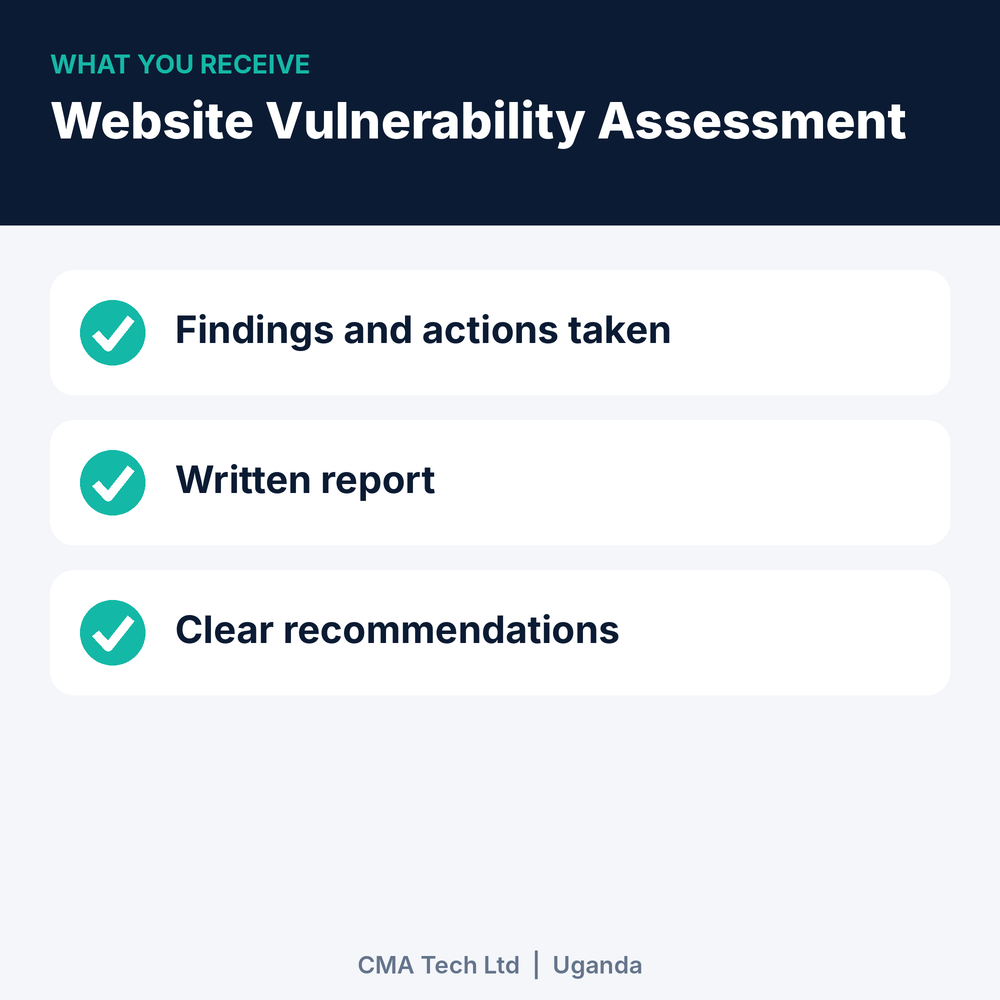 WHAT YOU RECEIVE
Website Vulnerability Assessment
Findings and actions taken
Written report
Clear recommendations
CMA Tech Ltd | Uganda